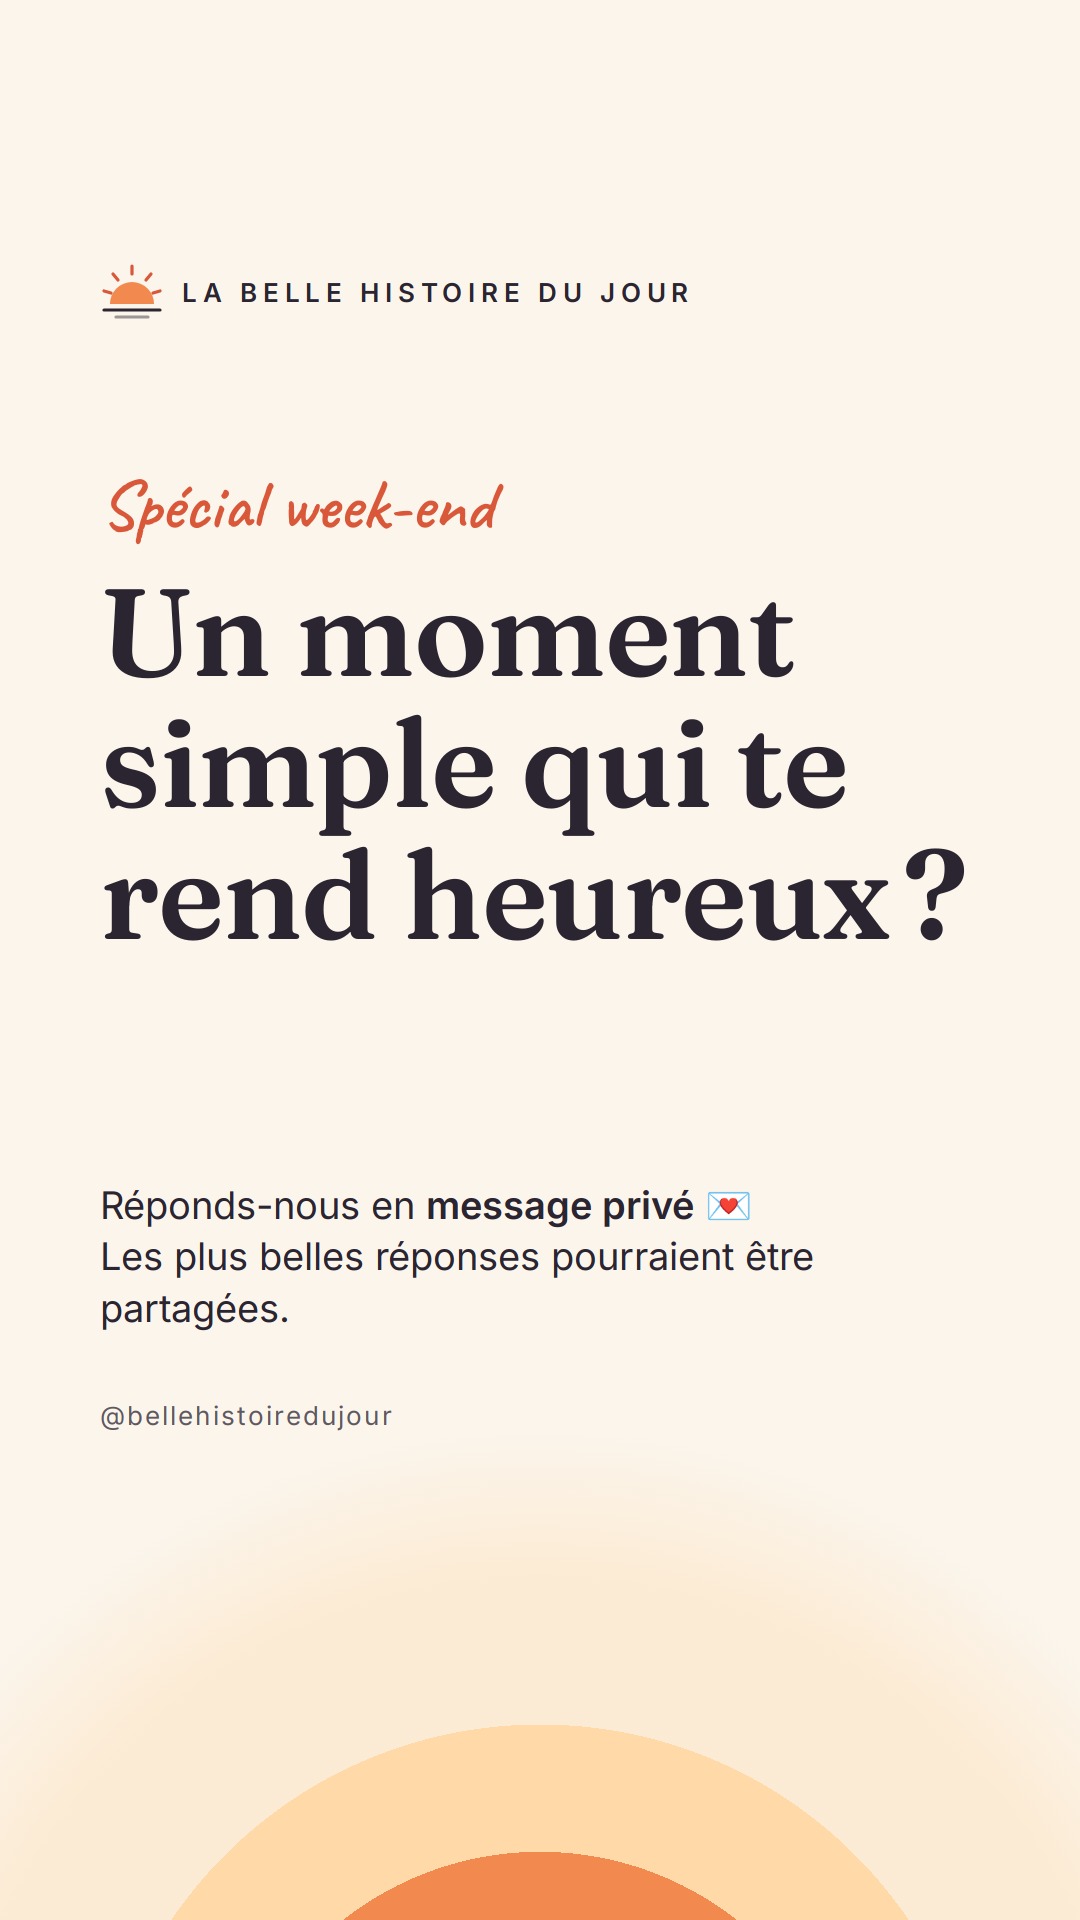 LA BELLE HISTOIRE DU JOUR
Spécial week-end
Un moment
simple qui te
rend heureux ?
Réponds-nous en message privé 💌
Les plus belles réponses pourraient être
partagées.
@bellehistoiredujour